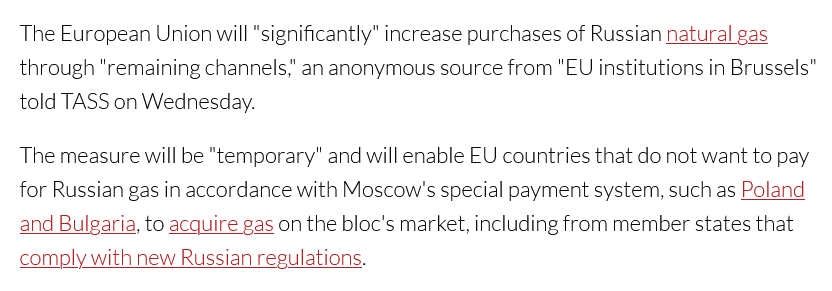 The European Union will "significantly" increase purchases of Russian natural gas
through "remaining channels," an anonymous source from "EU institutions in Brussels"
told TASS on Wednesday.
The measure will be "temporary" and will enable EU countries that do not want to pay
for Russian gas in accordance with Moscow's special payment system, such as Poland
and Bulgaria, to acquire gas on the bloc's market, including from member states that
comply with new Russian regulations.